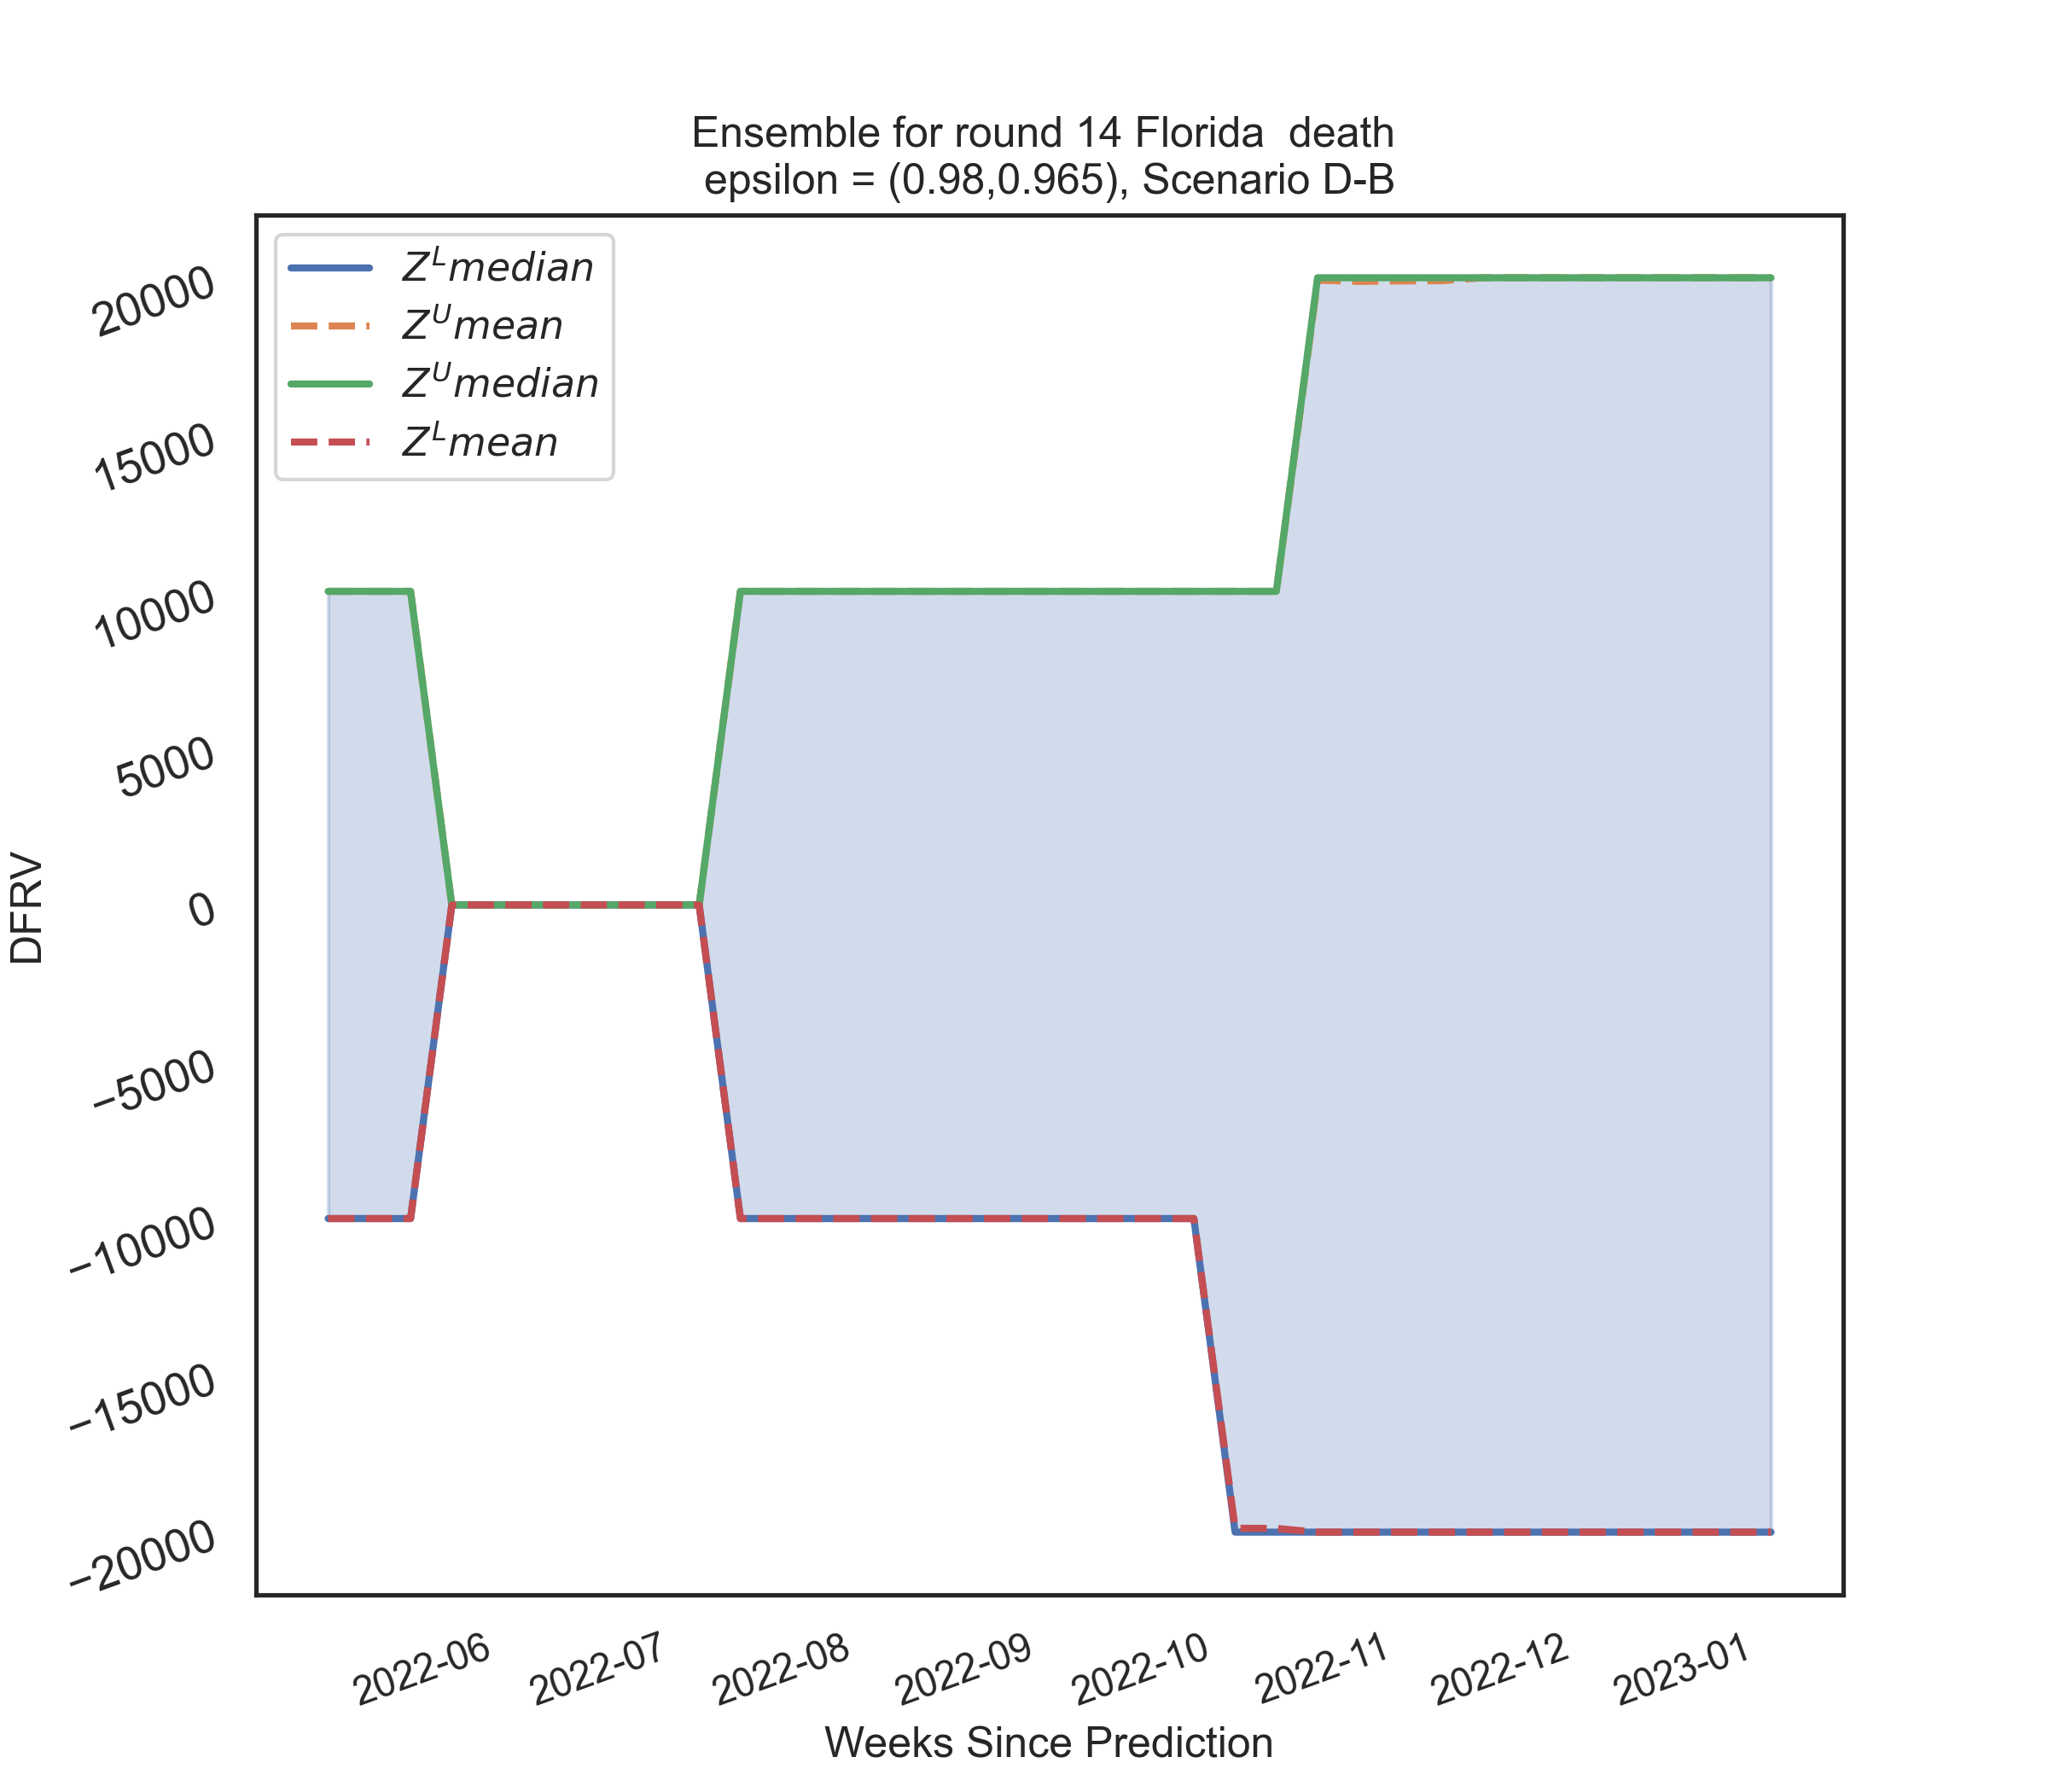 Ensemble for round 14 Florida  death
epsilon = (0.98,0.965), Scenario D-B
Z^L median
Z^U mean
Z^U median
Z^L mean
20000
15000
10000
5000
0
−5000
−10000
−15000
−20000
DFRV
2022-06
2022-07
2022-08
2022-09
2022-10
2022-11
2022-12
2023-01
Weeks Since Prediction